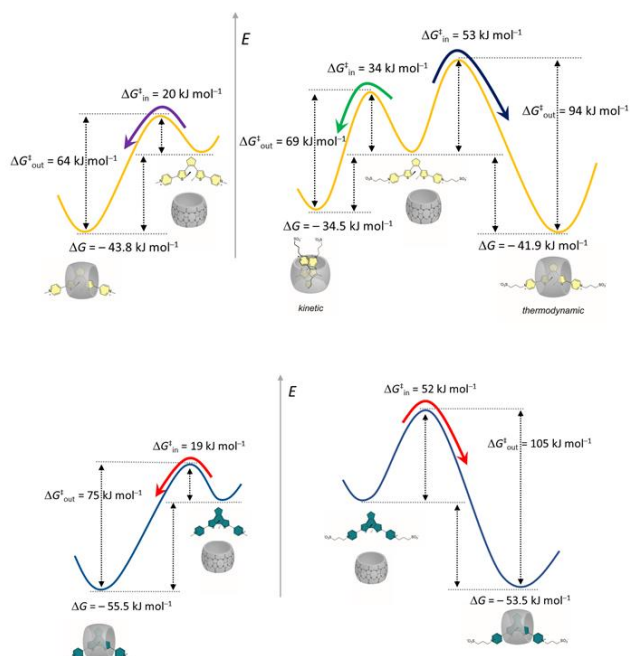 E
ΔG‡in = 20 kJ mol−1
ΔG‡out = 64 kJ mol−1
ΔG = − 43.8 kJ mol−1
ΔG‡in = 53 kJ mol−1
ΔG‡in = 34 kJ mol−1
ΔG‡out = 94 kJ mol−1
ΔG‡out = 69 kJ mol−1
ΔG = − 34.5 kJ mol−1
ΔG = − 41.9 kJ mol−1
kinetic
thermodynamic
E
ΔG‡in = 19 kJ mol−1
ΔG‡out = 75 kJ mol−1
ΔG = − 55.5 kJ mol−1
ΔG‡in = 52 kJ mol−1
ΔG‡out = 105 kJ mol−1
ΔG = − 53.5 kJ mol−1